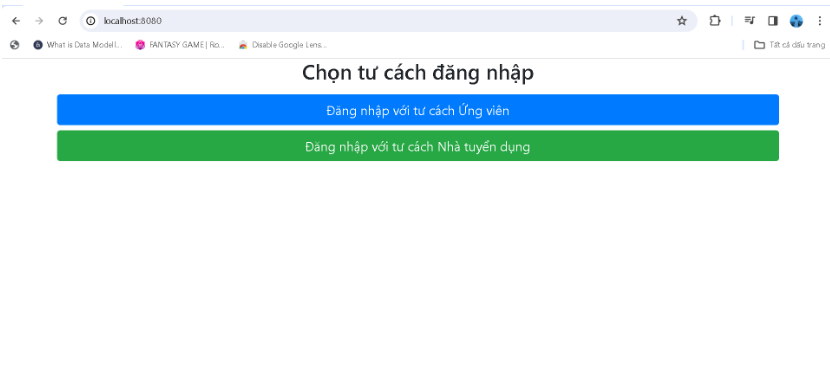 localhost:8080
What is Data Modell...
FANTASY GAME | Ro...
Disable Google Lens...
Tất cả dấu trang
Chọn tư cách đăng nhập
Đăng nhập với tư cách Ứng viên
Đăng nhập với tư cách Nhà tuyển dụng